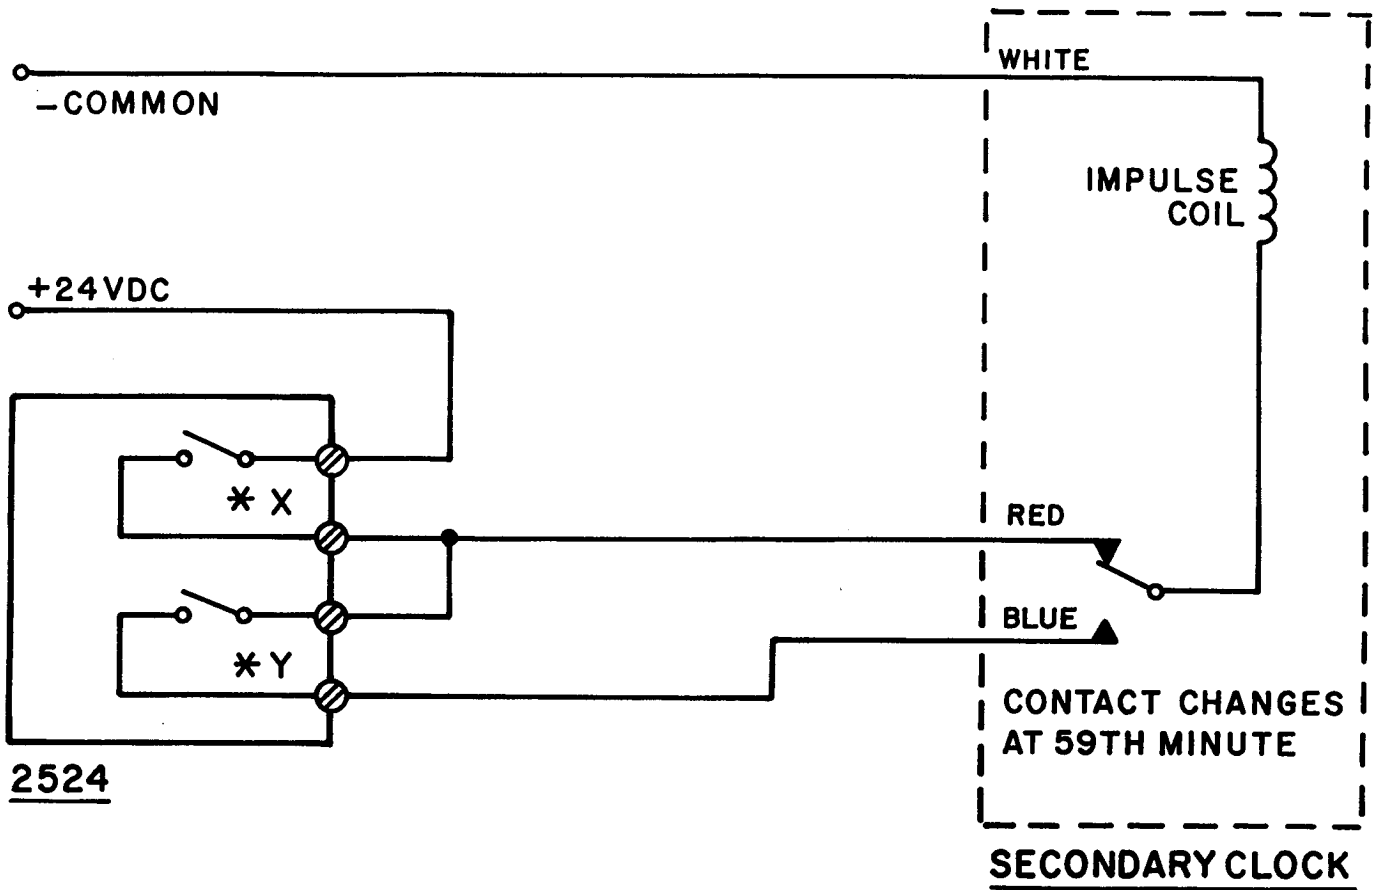 WHITE
-COMMON
IMPULSE
COIL
+24VDC
* X
RED
BLUE
* Y
CONTACT CHANGES
AT 59TH MINUTE
2524
SECONDARY CLOCK